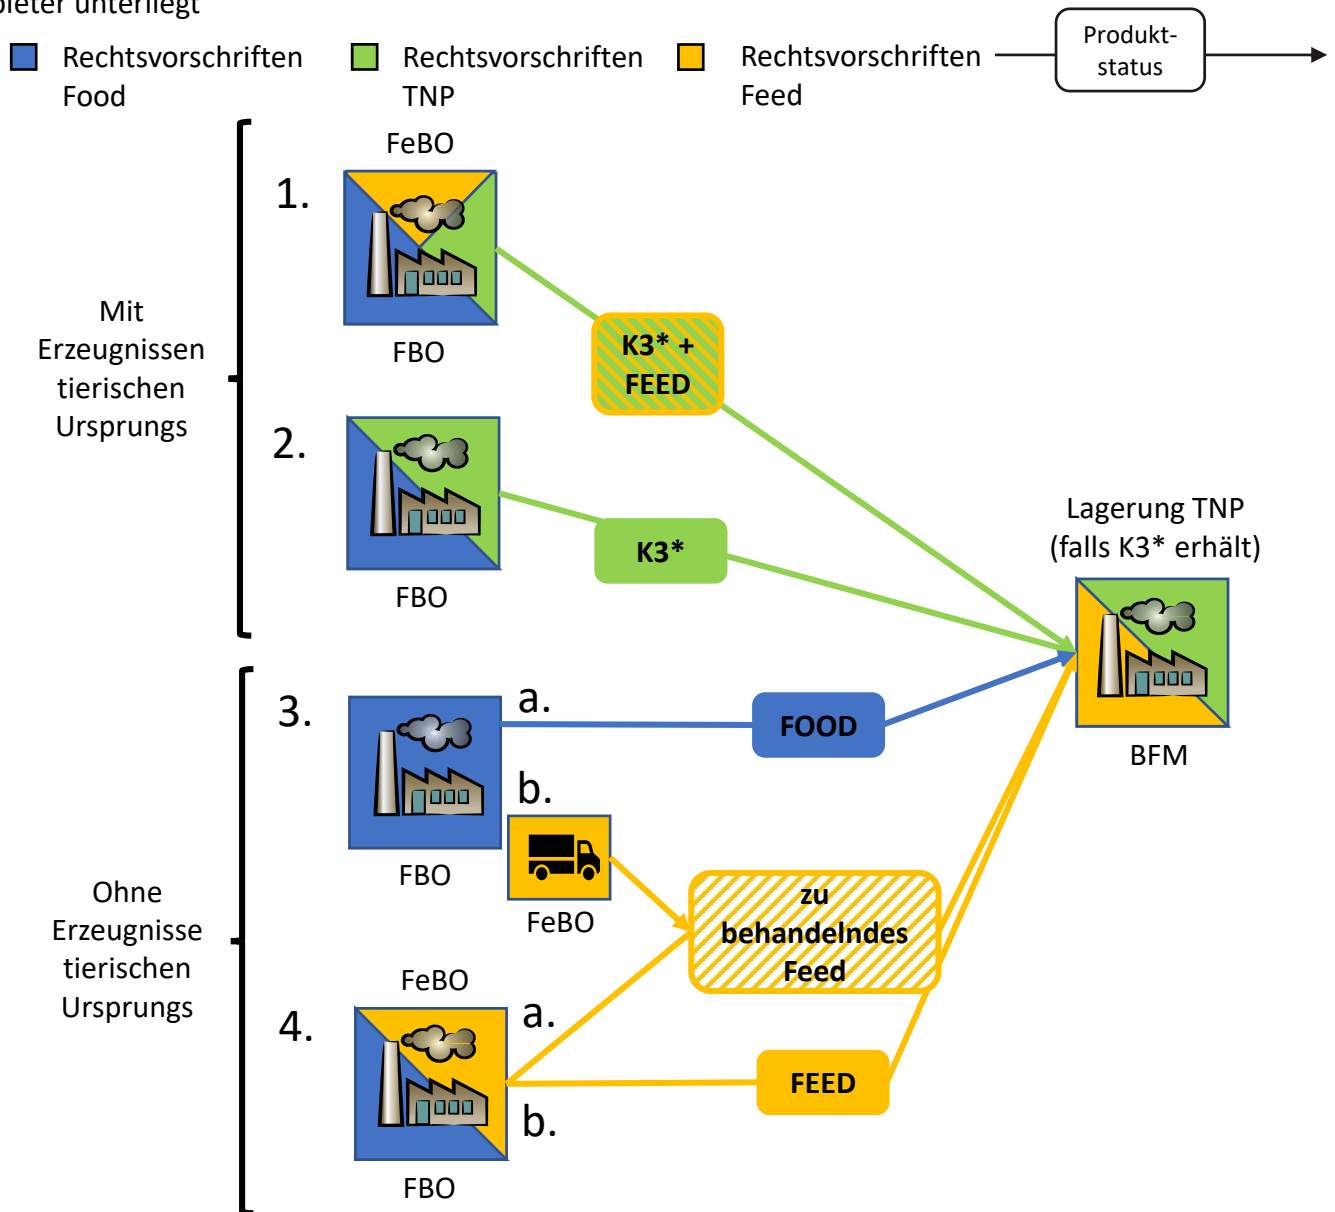 unterliegt
Rechtsvorschriften
Food
Rechtsvorschriften
TNP
Rechtsvorschriften
Feed
Produkt-
status
Mit
Erzeugnissen
tierischen
Ursprungs
1.
FeBO
FBO
K3* +
FEED
2.
FBO
K3*
Lagerung TNP
(falls K3* erhält)
BFM
Ohne
Erzeugnisse
tierischen
Ursprungs
3.
FBO
a.
FOOD
b.
FeBO
zu
behandelndes
Feed
4.
FeBO
FBO
a.
b.
FEED